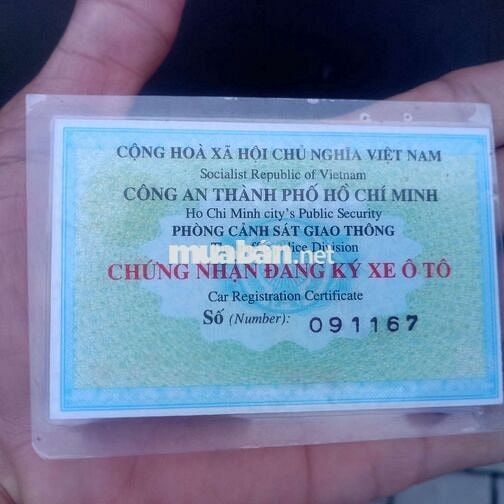 CỘNG HOÀ XÃ HỘI CHỦ NGHĨA VIỆT NAM
Socialist Republic of Vietnam
CÔNG AN THÀNH PHỐ HỒ CHÍ MINH
Ho Chi Minh city's Public Security
PHÒNG CẢNH SÁT GIAO THÔNG
Division
muaban.net
CHỨNG NHẬN ĐANG KÝ XE Ô TÔ
Car Registration Certificate
Số (Number): 091167